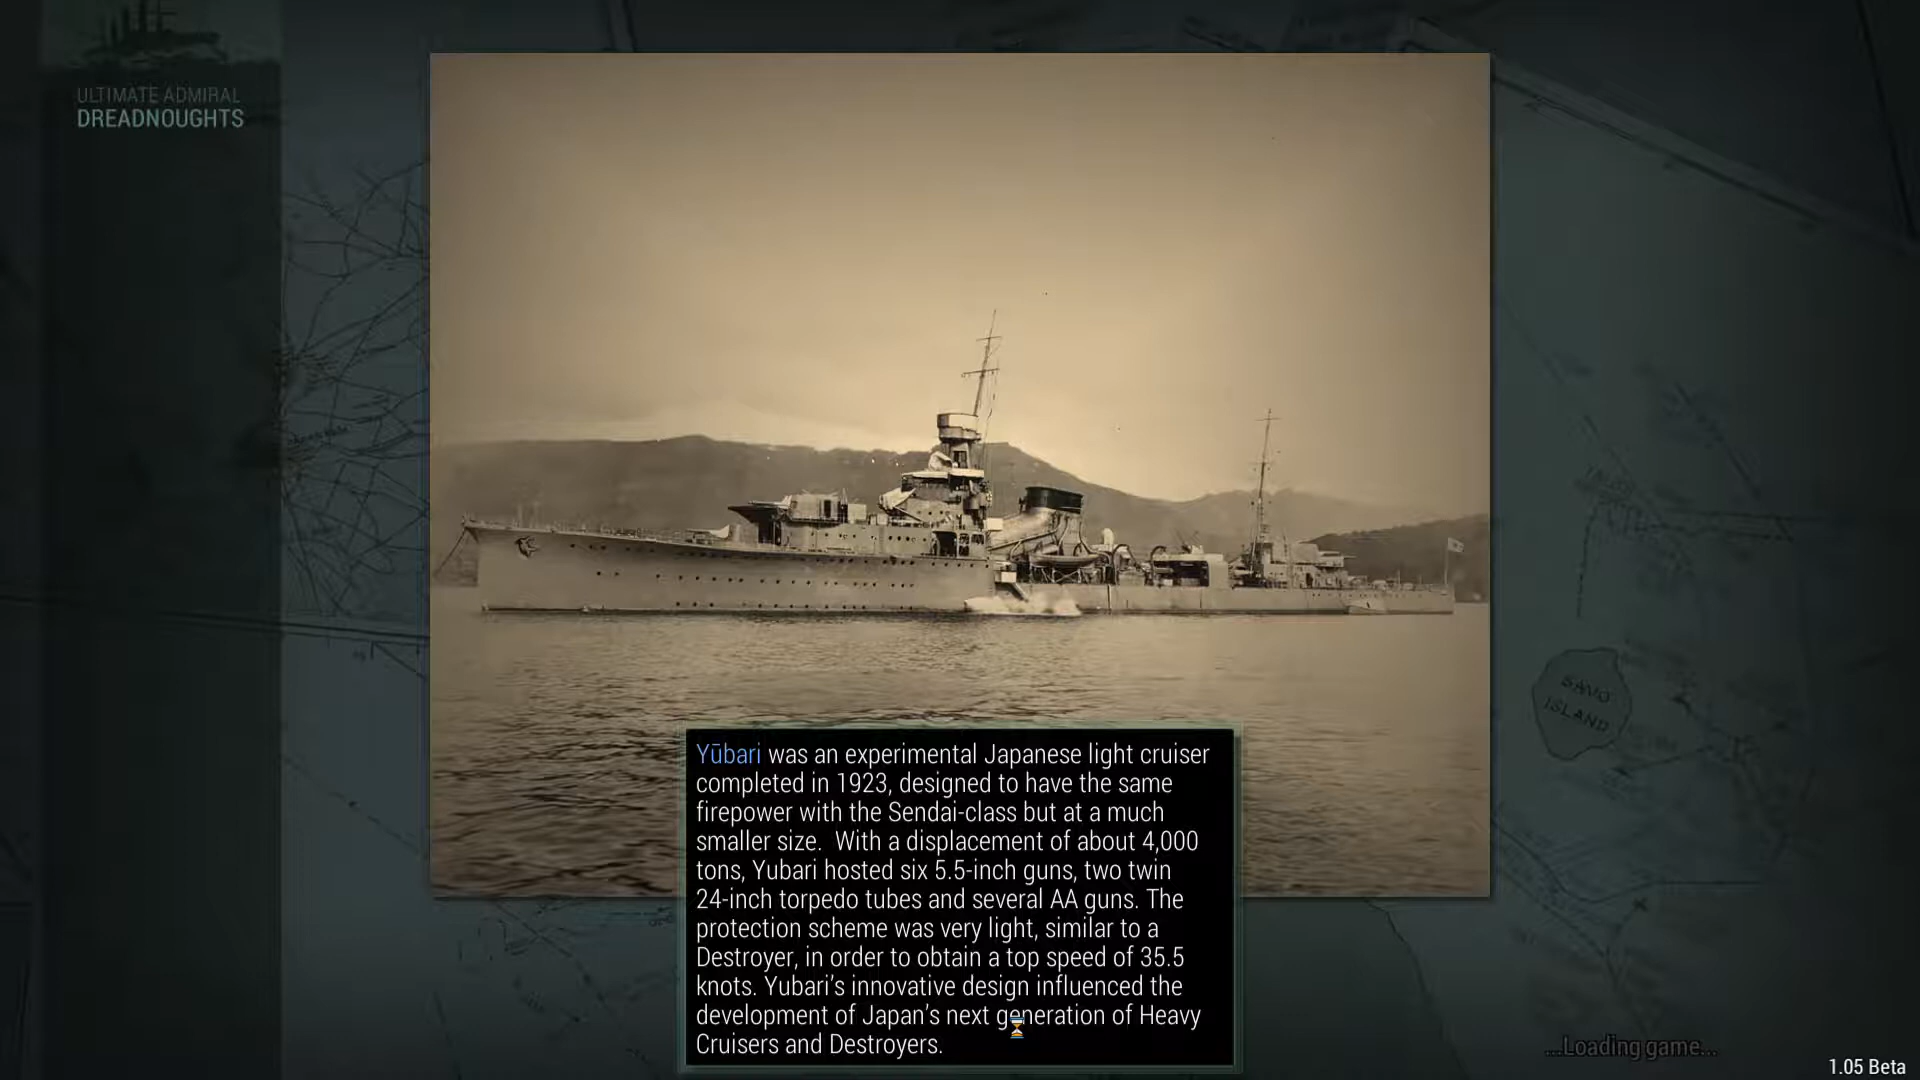 ULTIMATE ADMIRAL
DREADNOUGHTS
Yūbari was an experimental Japanese light cruiser
completed in 1923, designed to have the same
firepower with the Sendai-class but at a much
smaller size.  With a displacement of about 4,000
tons, Yubari hosted six 5.5-inch guns, two twin
24-inch torpedo tubes and several AA guns. The
protection scheme was very light, similar to a
Destroyer, in order to obtain a top speed of 35.5
knots. Yubari's innovative design influenced the
development of Japan's next generation of Heavy
Cruisers and Destroyers.
SAVO
ISLAND
...Loading game...
1.05 Beta